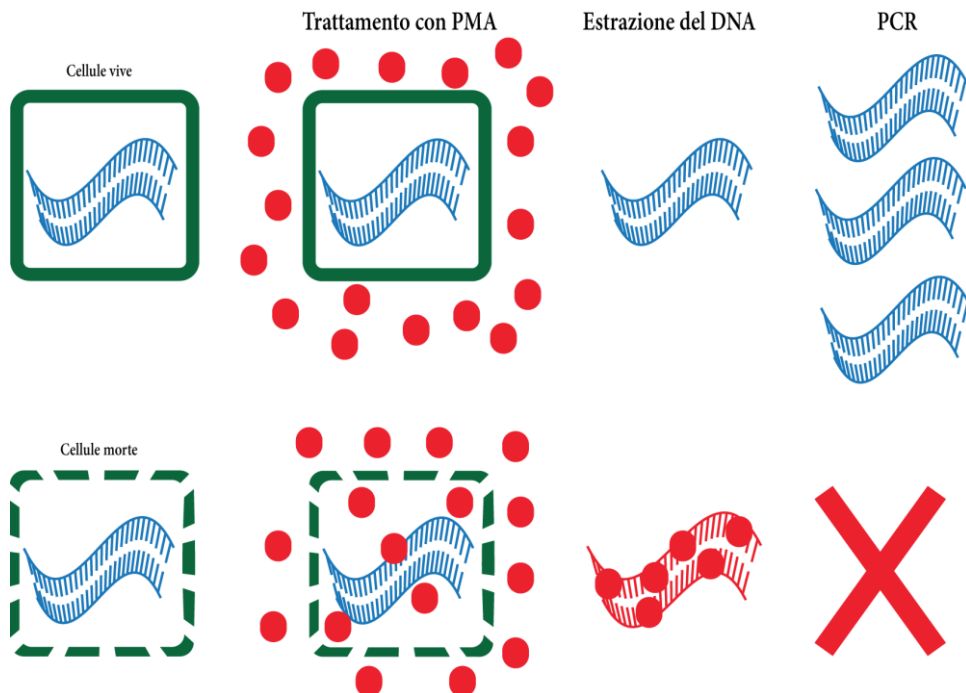 Trattamento con PMA
Estrazione del DNA
PCR
Cellule vive
Cellule morte